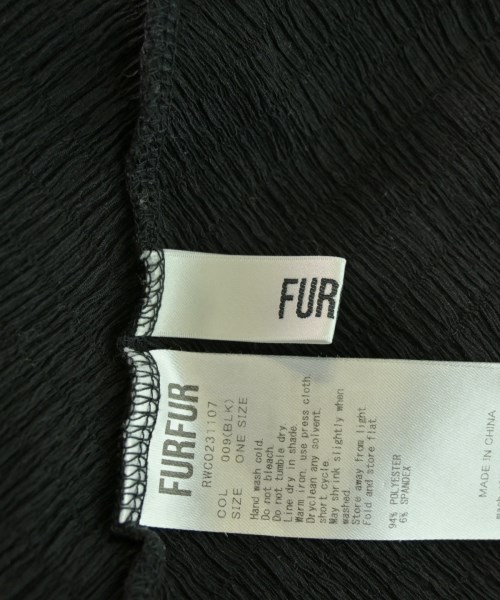 FUR
FURFUR
RWCO231107
COL 009(BLK)
SIZE ONE SIZE
Hand wash cold.
Do not bleach.
Do not tumble dry.
Line dry in shade.
Warm iron, use press cloth.
Dryclean any solvent,
short cycle.
May shrink slightly when
washed.
Store away from light
Fold and store flat.
94% POLYESTER
6% SPANDEX
MADE IN CHINA